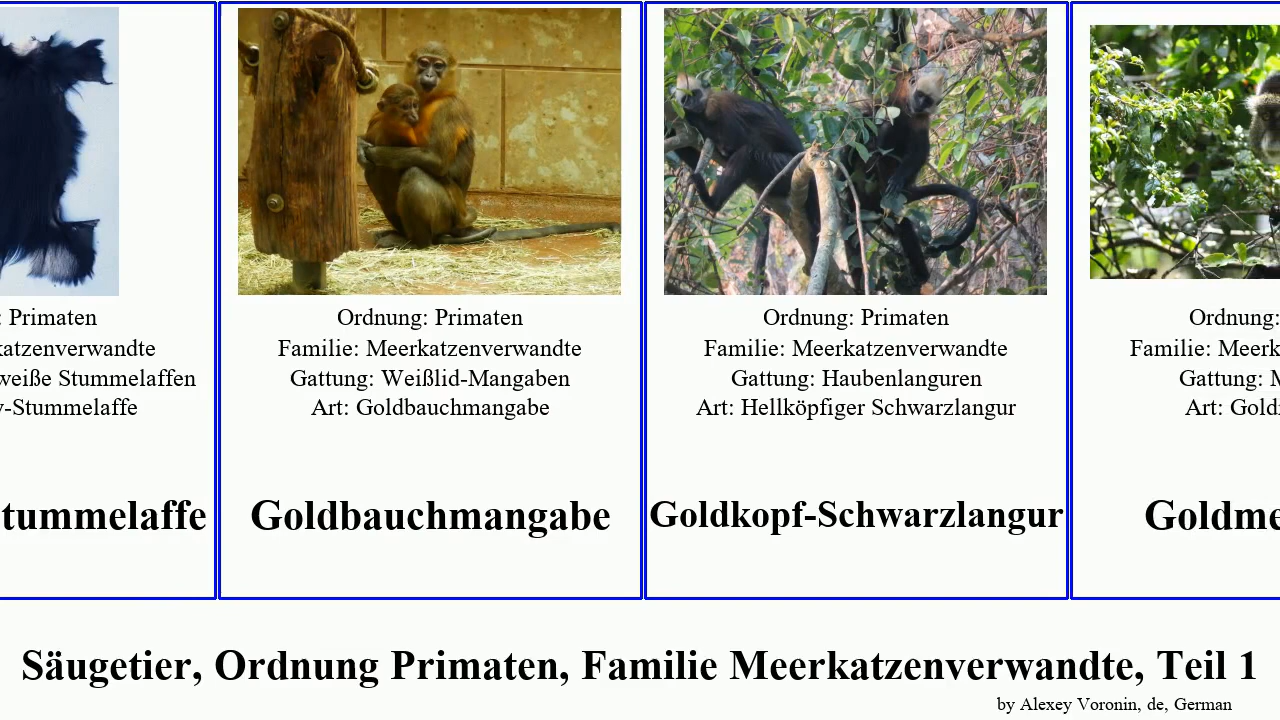 : Primaten
katzenverwandte
weiße Stummelaffen
y-Stummelaffe
tummelaffe
Ordnung: Primaten
Familie: Meerkatzenverwandte
Gattung: Weißlid-Mangaben
Art: Goldbauchmangabe
Goldbauchmangabe
Ordnung: Primaten
Familie: Meerkatzenverwandte
Gattung: Haubenlanguren
Art: Hellköpfiger Schwarzlangur
Goldkopf-Schwarzlangur
Ordnung:
Familie: Meerk
Gattung: M
Art: Gold
Goldme
Säugetier, Ordnung Primaten, Familie Meerkatzenverwandte, Teil 1
by Alexey Voronin, de, German